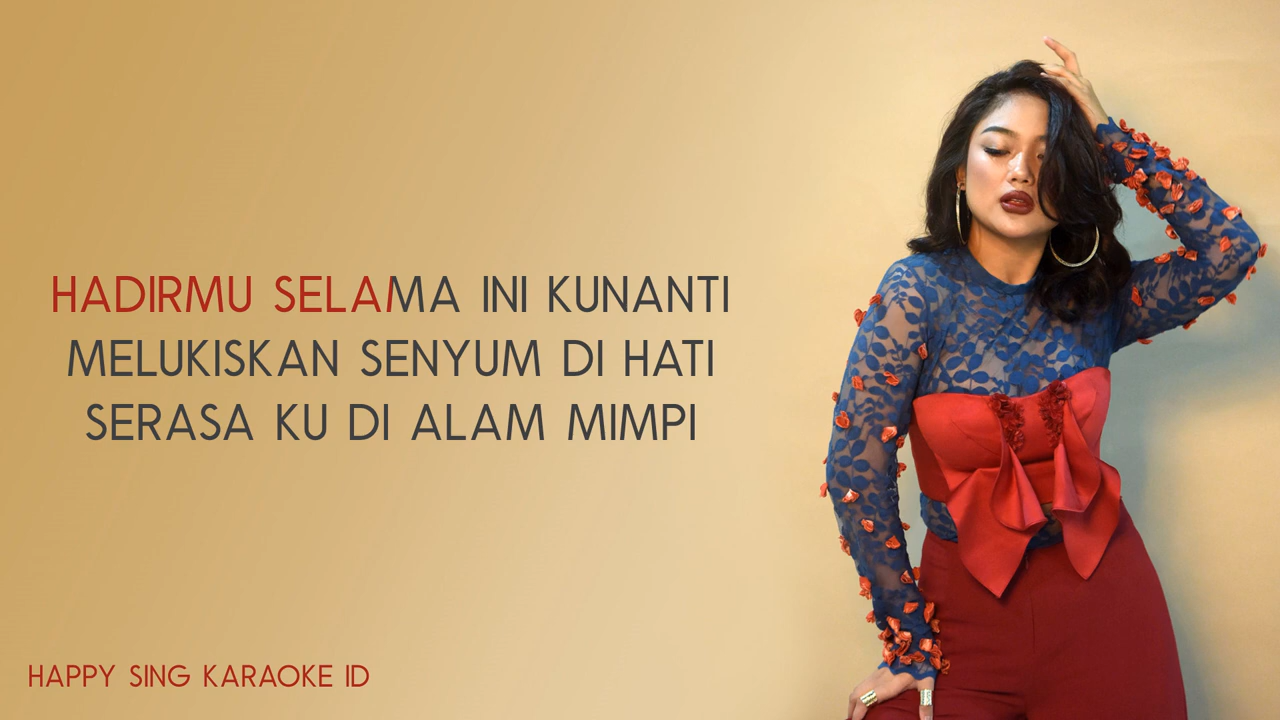 HADIRMU SELAMA INI KUNANTI
MELUKISKAN SENYUM DI HATI
SERASA KU DI ALAM MIMPI
HAPPY SING KARAOKE ID